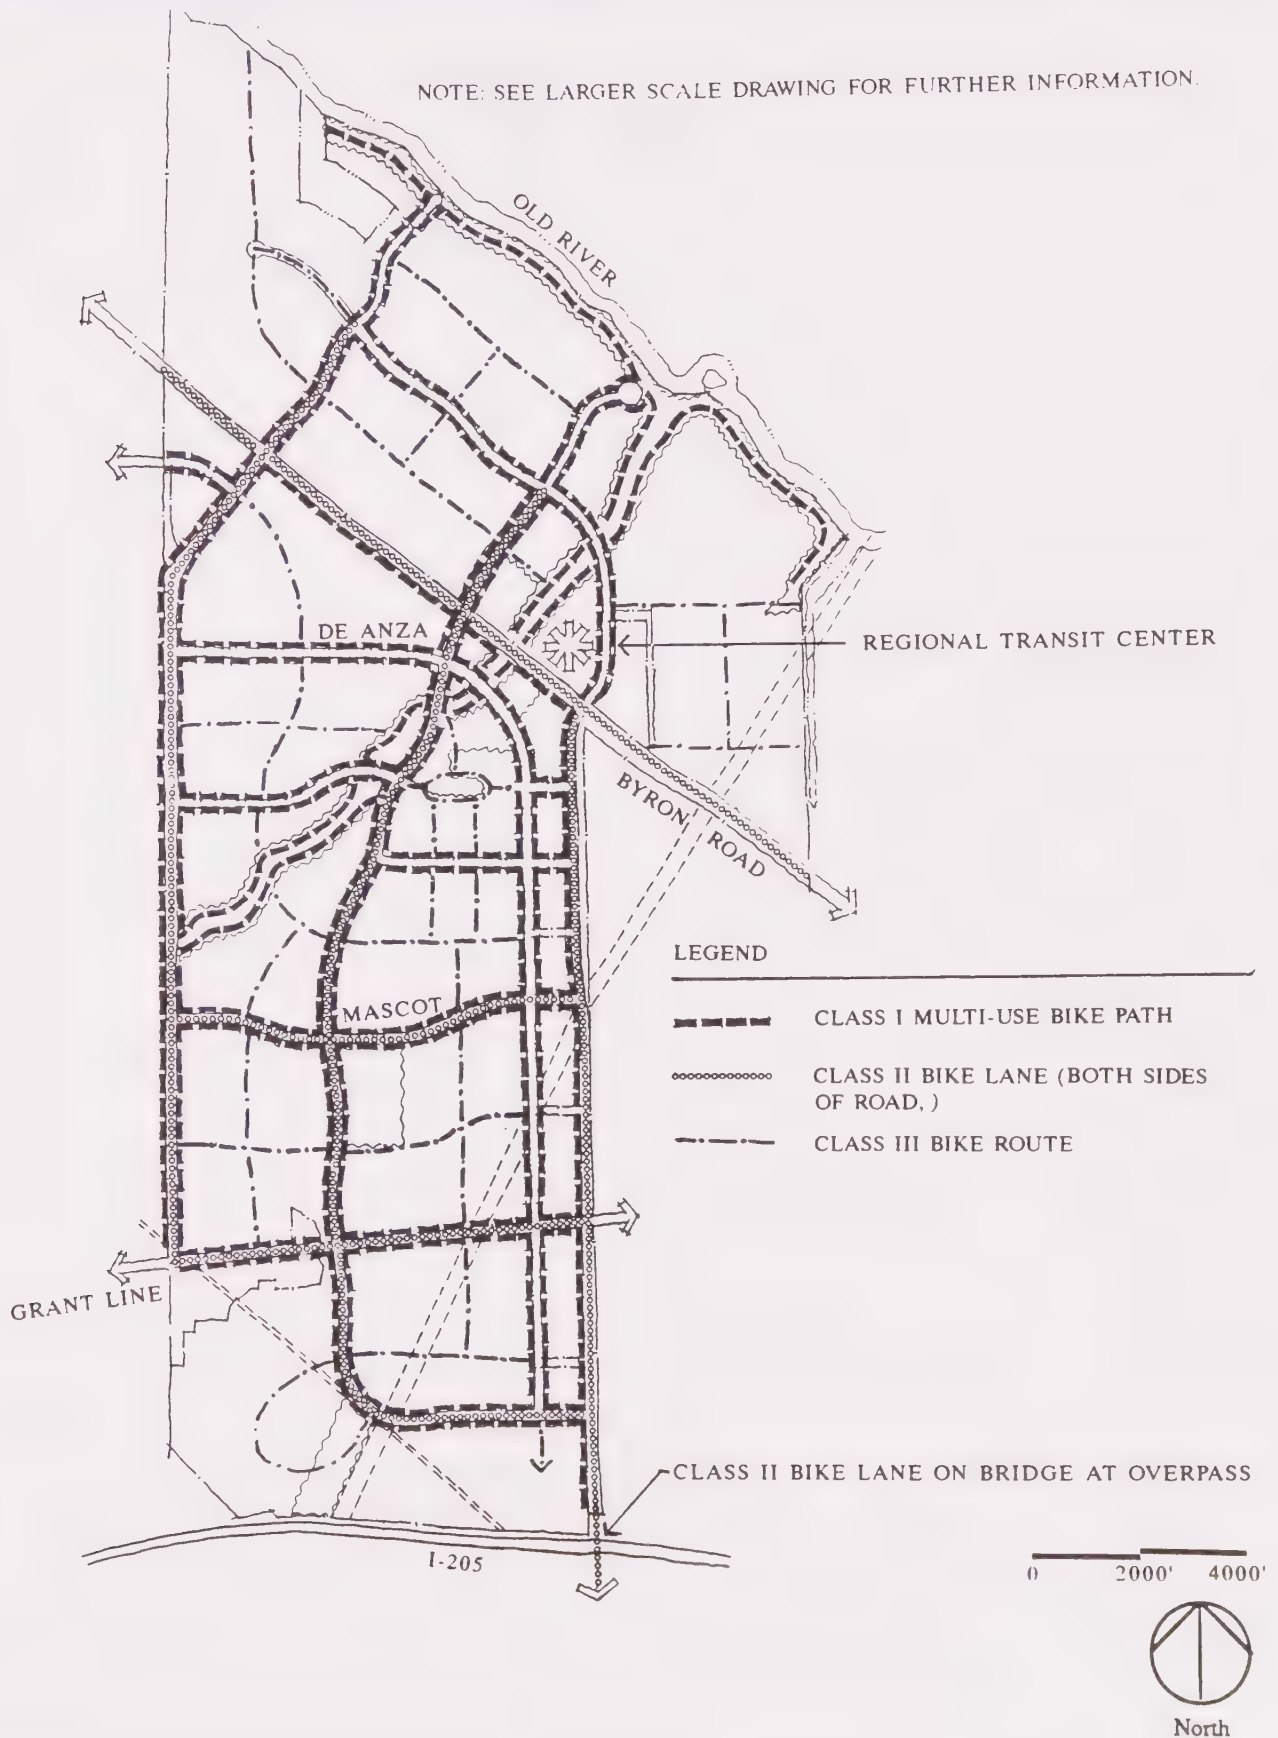 NOTE: SEE LARGER SCALE DRAWING FOR FURTHER INFORMATION.
OLD RIVER
DE ANZA
REGIONAL TRANSIT CENTER
BYRON ROAD
LEGEND
MASCOT
CLASS I MULTI-USE BIKE PATH
CLASS II BIKE LANE (BOTH SIDES
OF ROAD, )
CLASS III BIKE ROUTE
GRANT LINE
CLASS II BIKE LANE ON BRIDGE AT OVERPASS
I-205
0 2000' 4000'
North